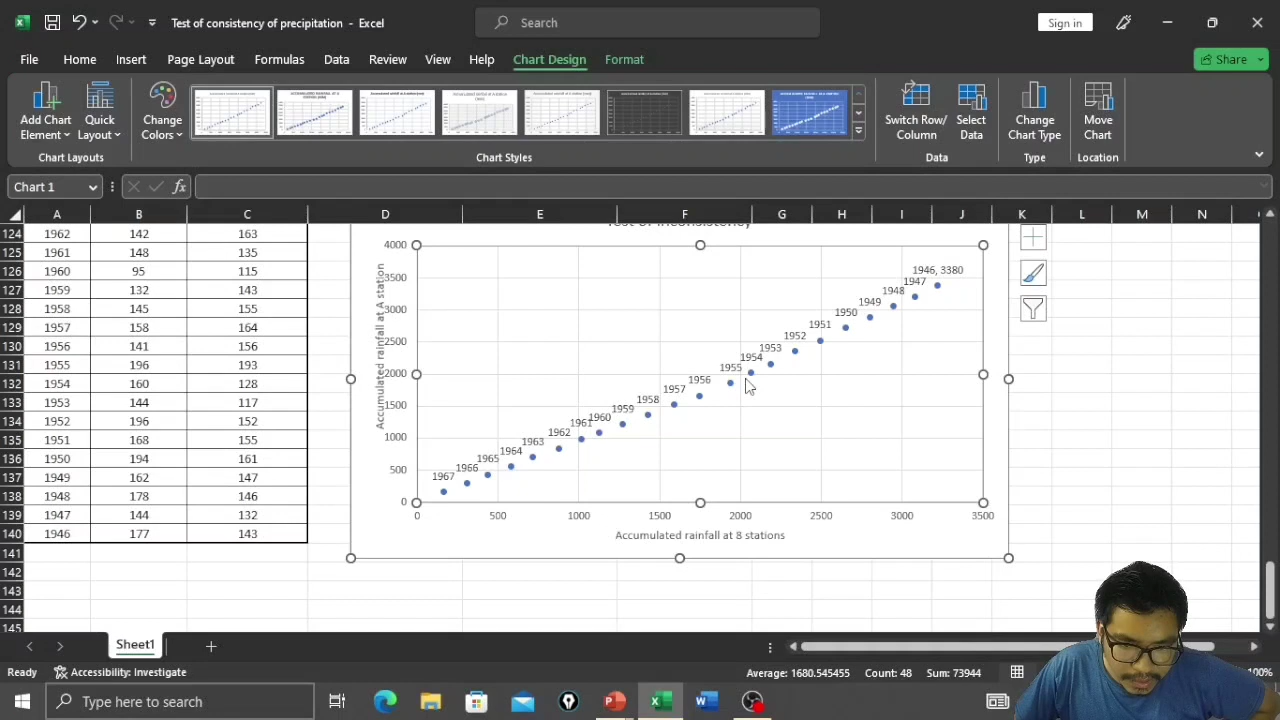 Test of consistency of precipitation - Excel
Search
Sign in
File Home Insert Page Layout Formulas Data Review View Help Chart Design Format
Share
Add Chart Element
Quick Layout
Change Colors
Switch Row/ Column
Select Data
Change Chart Type
Move Chart
Chart Layouts
Chart Styles
Data
Type
Location
Chart 1
fx
A B C D E F G H I J K L M N
124 1962 142 163
125 1961 148 135
126 1960 95 115
127 1959 132 143
128 1958 145 155
129 1957 158 164
130 1956 141 156
131 1955 196 193
132 1954 160 128
133 1953 144 117
134 1952 196 152
135 1951 168 155
136 1950 194 161
137 1949 162 147
138 1948 178 146
139 1947 144 132
140 1946 177 143
141
142
143
144
145
Test of inconsistency
Accumulated rainfall at A station
4000
3500
3000
2500
2000
1500
1000
500
0
1946, 3380
1947
1948
1949
1950
1951
1952
1953
1954
1955
1956
1957
1958
1959
1960
1961
1962
1963
1964
1965
1966
1967
0 500 1000 1500 2000 2500 3000 3500
Accumulated rainfall at 8 stations
Sheet1
Ready
Accessibility: Investigate
Average: 1680.545455 Count: 48 Sum: 73944
100%
Type here to search